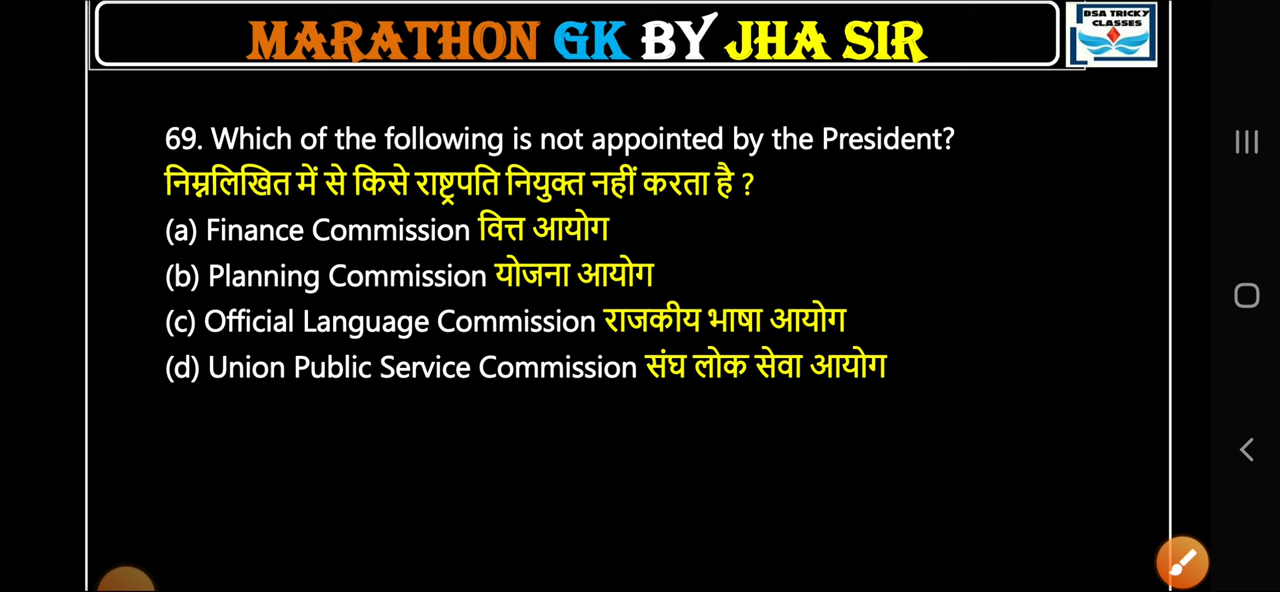 MARATHON GK BY JHA SIR
BSA TRICKY
CLASSES
69. Which of the following is not appointed by the President?
निम्नलिखित में से किसे राष्ट्रपति नियुक्त नहीं करता है ?
(a) Finance Commission वित्त आयोग
(b) Planning Commission योजना आयोग
(c) Official Language Commission राजकीय भाषा आयोग
(d) Union Public Service Commission संघ लोक सेवा आयोग